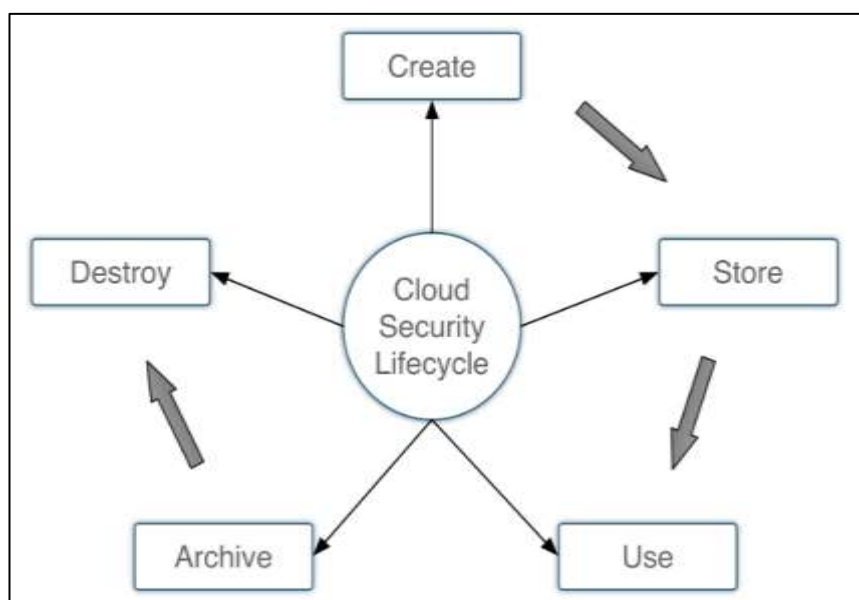 Create
Destroy
Cloud
Security
Lifecycle
Store
Archive
Use